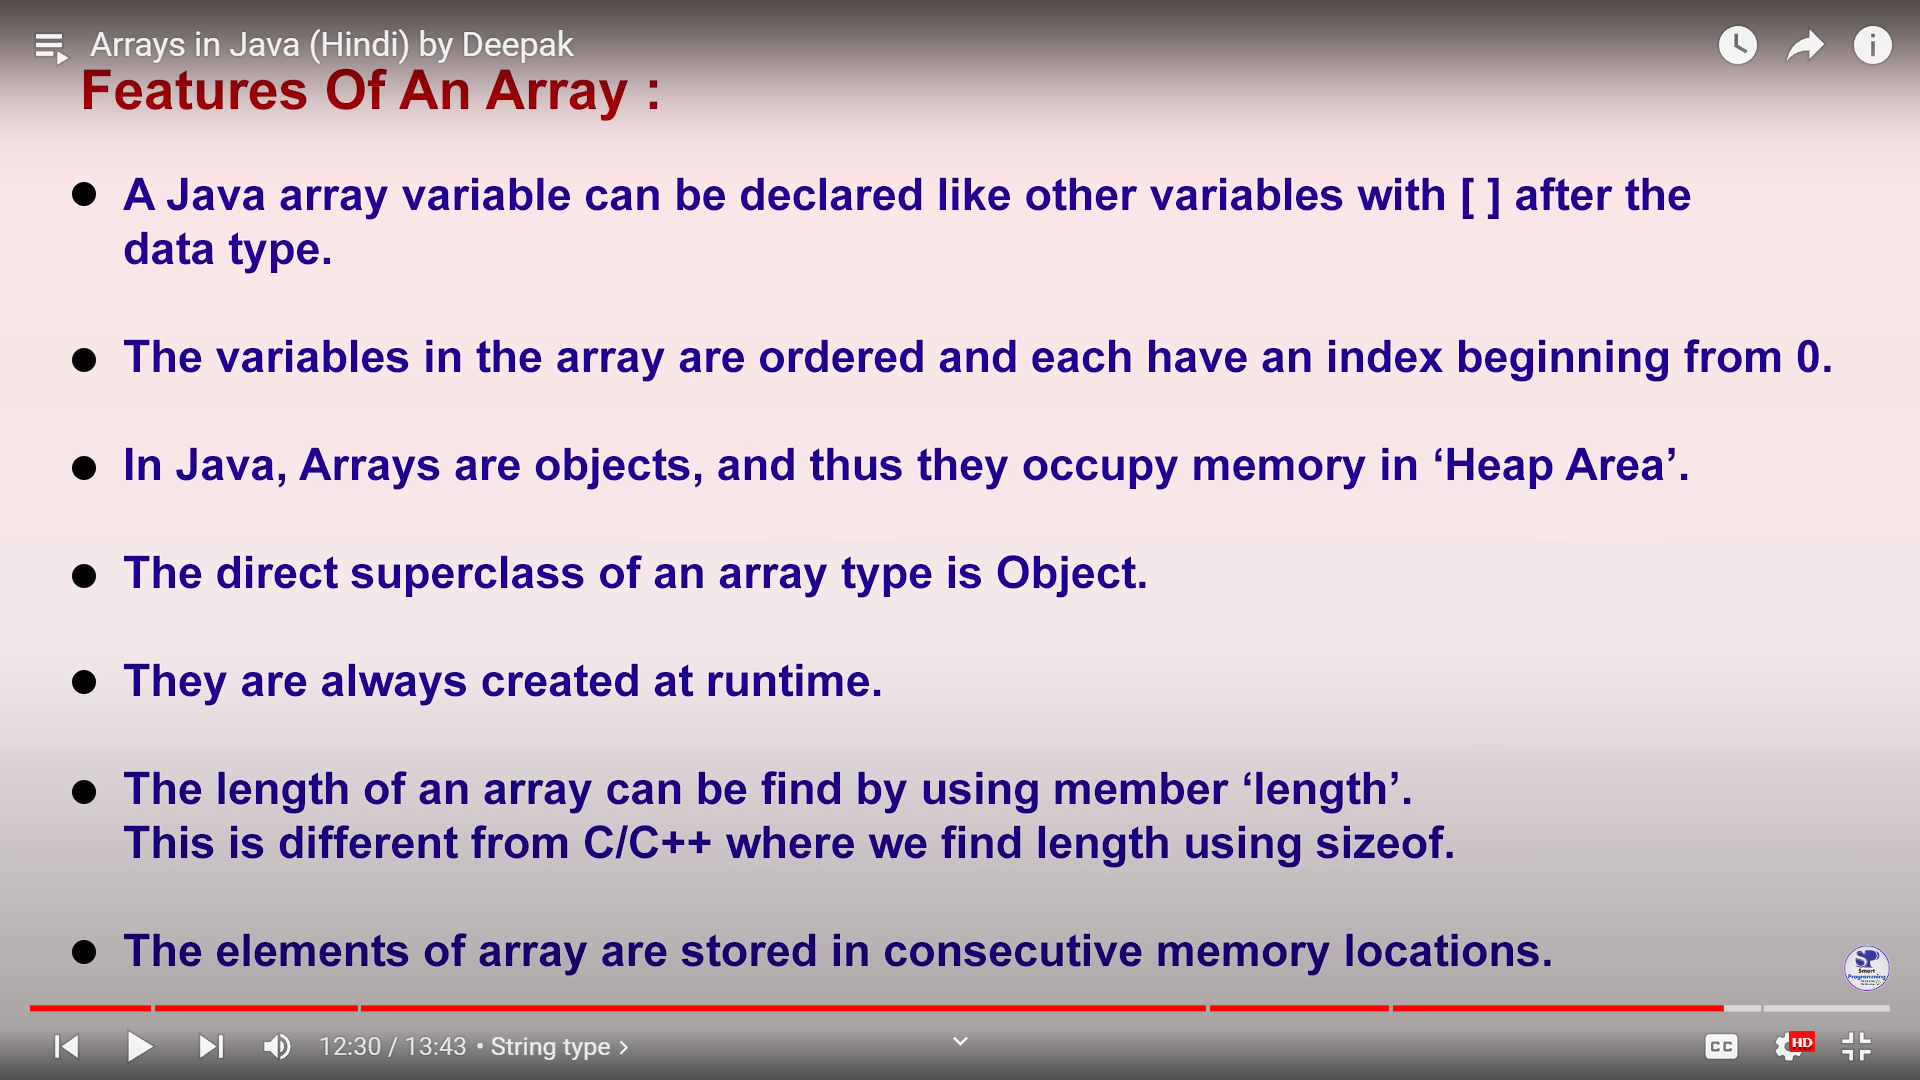 Arrays in Java (Hindi) by Deepak
Features Of An Array :
● A Java array variable can be declared like other variables with [ ] after the
data type.
● The variables in the array are ordered and each have an index beginning from 0.
● In Java, Arrays are objects, and thus they occupy memory in ‘Heap Area’.
● The direct superclass of an array type is Object.
● They are always created at runtime.
● The length of an array can be find by using member ‘length’.
This is different from C/C++ where we find length using sizeof.
● The elements of array are stored in consecutive memory locations.
SP
Smart
Programming
12:30 / 13:43 • String type ›
CC
HD